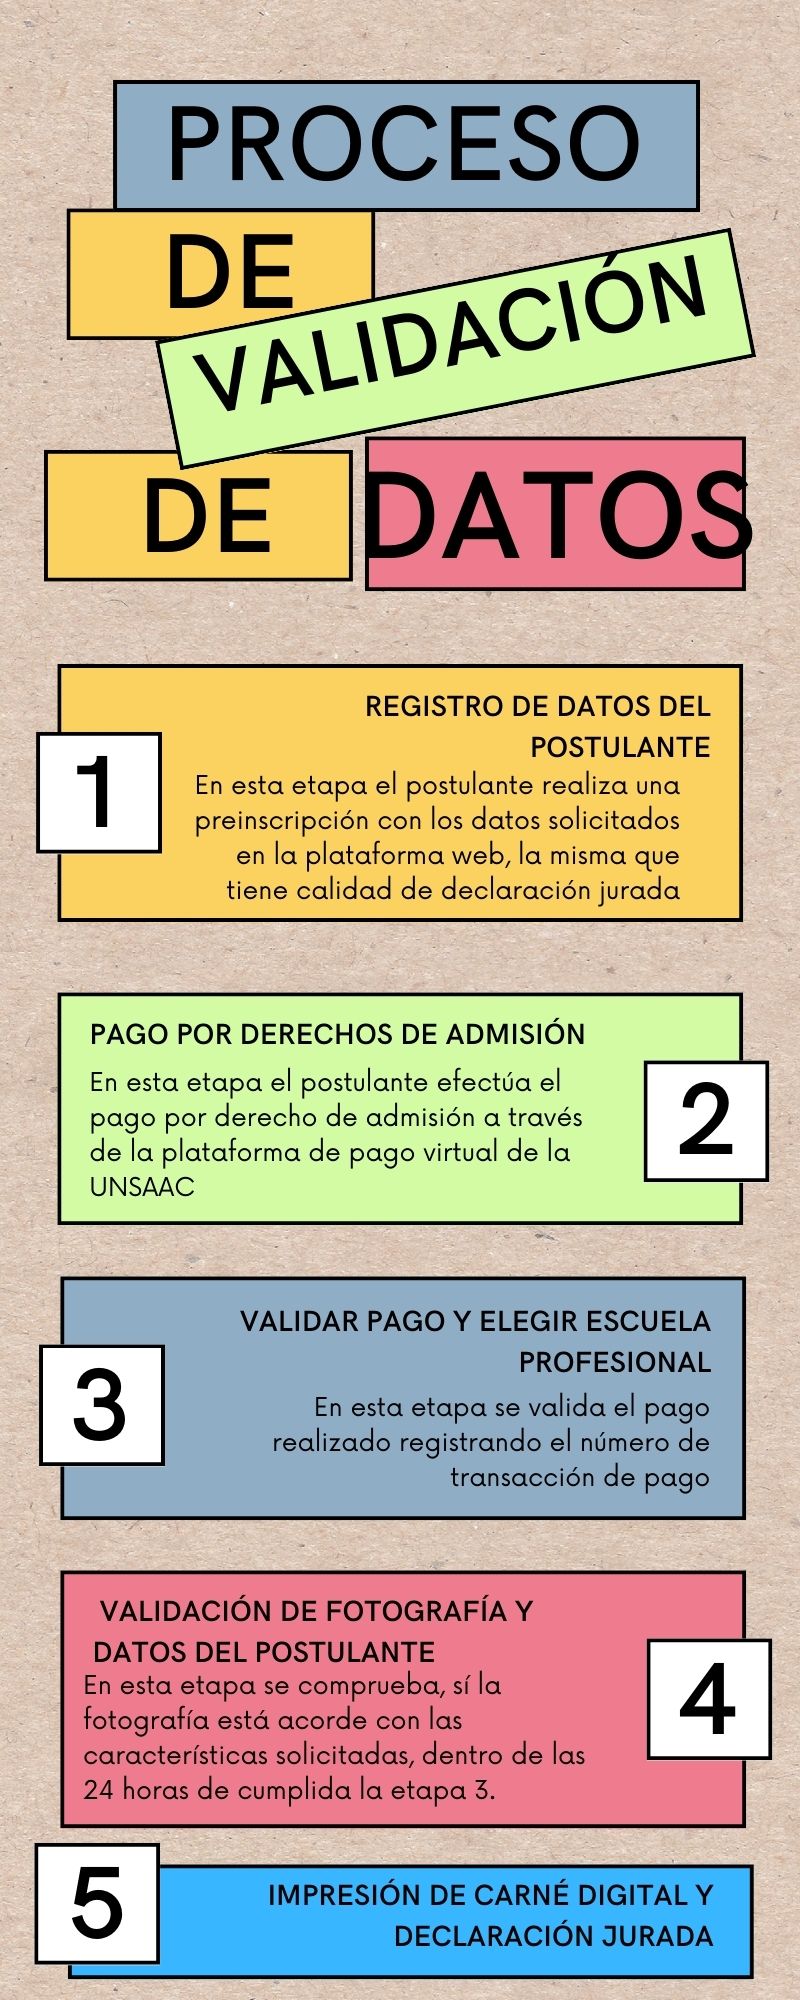 PROCESO
DE
VALIDACIÓN
DE DATOS
1
REGISTRO DE DATOS DEL
POSTULANTE
En esta etapa el postulante realiza una
preinscripción con los datos solicitados
en la plataforma web, la misma que
tiene calidad de declaración jurada
PAGO POR DERECHOS DE ADMISIÓN
En esta etapa el postulante efectúa el
pago por derecho de admisión a través
de la plataforma de pago virtual de la
UNSAAC
2
3
VALIDAR PAGO Y ELEGIR ESCUELA
PROFESIONAL
En esta etapa se valida el pago
realizado registrando el número de
transacción de pago
VALIDACIÓN DE FOTOGRAFÍA Y
DATOS DEL POSTULANTE
En esta etapa se comprueba, sí la
fotografía está acorde con las
características solicitadas, dentro de las
24 horas de cumplida la etapa 3.
4
5
IMPRESIÓN DE CARNÉ DIGITAL Y
DECLARACIÓN JURADA